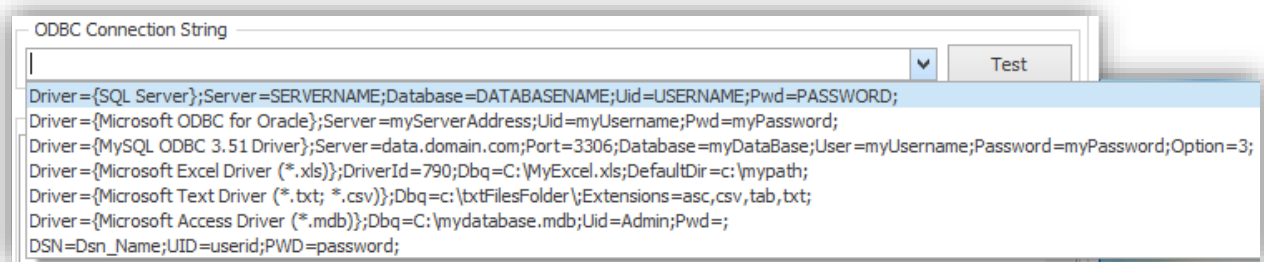 ODBC Connection String
Test
Driver={SQL Server};Server=SERVERNAME;Database=DATABASENAME;Uid=USERNAME;Pwd=PASSWORD;
Driver={Microsoft ODBC for Oracle};Server=myServerAddress;Uid=myUsername;Pwd=myPassword;
Driver={MySQL ODBC 3.51 Driver};Server=data.domain.com;Port=3306;Database=myDataBase;User=myUsername;Password=myPassword;Option=3;
Driver={Microsoft Excel Driver (*.xls)};DriverId=790;Dbq=C:\MyExcel.xls;DefaultDir=c:\mypath;
Driver={Microsoft Text Driver (*.txt; *.csv)};Dbq=c:\txtFilesFolder\;Extensions=asc,csv,tab,txt;
Driver={Microsoft Access Driver (*.mdb)};Dbq=C:\mydatabase.mdb;Uid=Admin;Pwd=;
DSN=Dsn_Name;UID=userid;PWD=password;